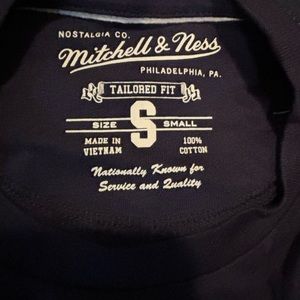 NOSTALGIA CO.
Mitchell & Ness
PHILADELPHIA, PA.
TAILORED FIT
S
SIZE SMALL
MADE IN VIETNAM
100% COTTON
Nationally Known for
Service and Quality